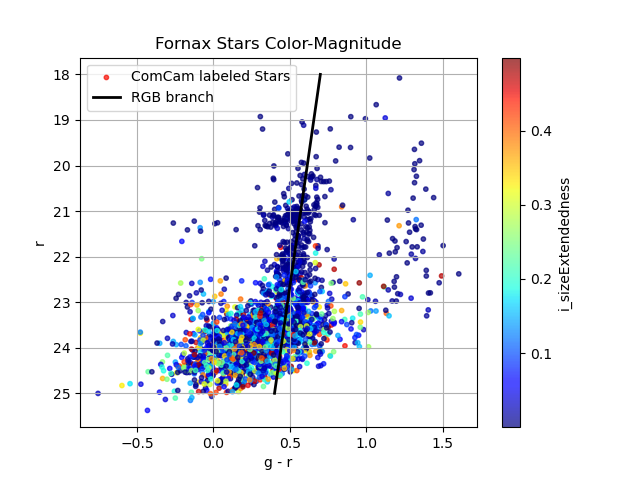 Fornax Stars Color-Magnitude
ComCam labeled Stars
RGB branch
18
19
20
21
22
23
24
25
r
−0.5
0.0
0.5
1.0
1.5
g - r
0.4
0.3
0.2
0.1
i_sizeExtendedness